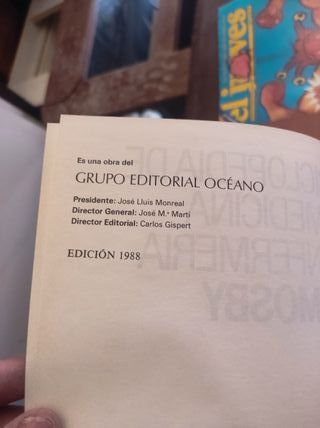 Es una obra del
GRUPO EDITORIAL OCÉANO
Presidente: José Lluis Monreal
Director General: José M.ª Martí
Director Editorial: Carlos Gispert
EDICIÓN 1988
el jueves